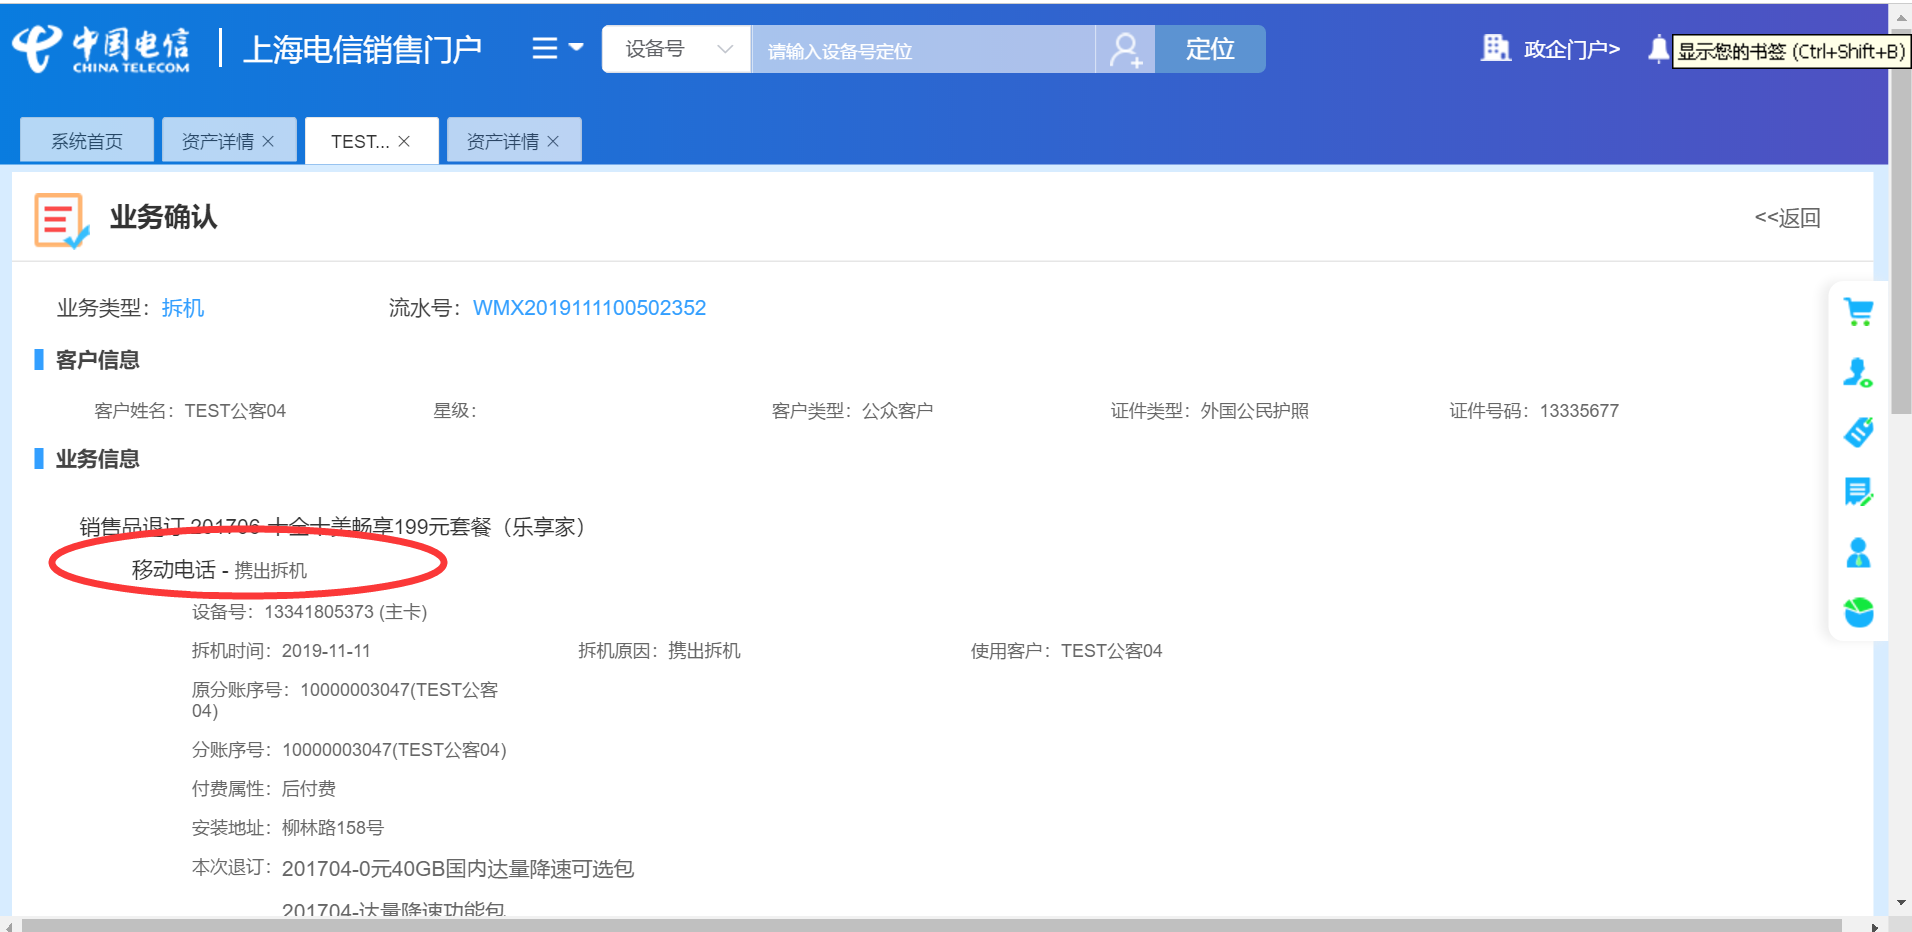 中国电信
CHINA TELECOM
上海电信销售门户
设备号
请输入设备号定位
定位
政企门户>
显示您的书签 (Ctrl+Shift+B)
系统首页
资产详情 ×
TEST... ×
资产详情 ×
业务确认
<<返回
业务类型：拆机
流水号：WMX2019111100502352
客户信息
客户姓名：TEST公客04
星级：
客户类型：公众客户
证件类型：外国公民护照
证件号码：13335677
业务信息
销售品退订 201706-十全十美畅享199元套餐（乐享家）
移动电话 - 携出拆机
设备号：13341805373 (主卡)
拆机时间：2019-11-11
拆机原因：携出拆机
使用客户：TEST公客04
原分账序号：10000003047(TEST公客
04)
分账序号：10000003047(TEST公客04)
付费属性：后付费
安装地址：柳林路158号
本次退订：201704-0元40GB国内达量降速可选包
201704-达量降速功能包